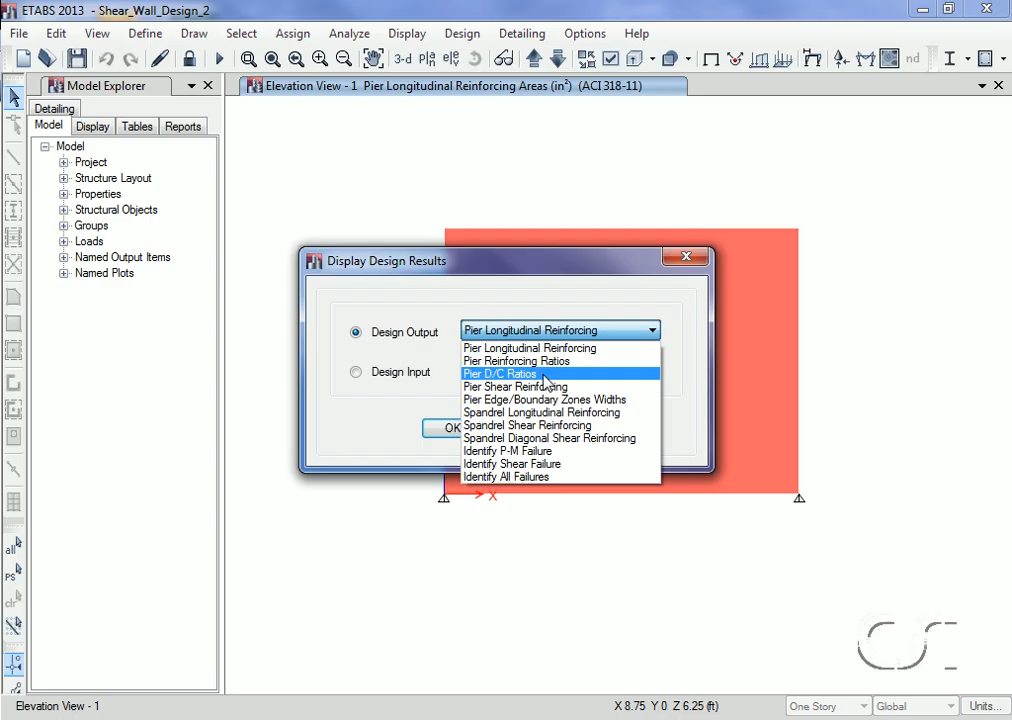 ETABS 2013 - Shear_Wall_Design_2
File Edit View Define Draw Select Assign Analyze Display Design Detailing Options Help
3-d plạ elẹ nd
Model Explorer
Elevation View - 1 Pier Longitudinal Reinforcing Areas (in²) (ACI 318-11)
Detailing
Model Display Tables Reports
Model
Project
Structure Layout
Properties
Structural Objects
Groups
Loads
Named Output Items
Named Plots
Display Design Results
Design Output Pier Longitudinal Reinforcing
Pier Longitudinal Reinforcing
Pier Reinforcing Ratios
Pier D/C Ratios
Design Input
Pier Shear Reinforcing
Pier Edge/Boundary Zones Widths
Spandrel Longitudinal Reinforcing
OK
Spandrel Shear Reinforcing
Spandrel Diagonal Shear Reinforcing
Identify P-M Failure
Identify Shear Failure
Identify All Failures
X
all
PS
clr
CSI
Elevation View - 1 X 8.75 Y 0 Z 6.25 (ft) One Story Global Units...